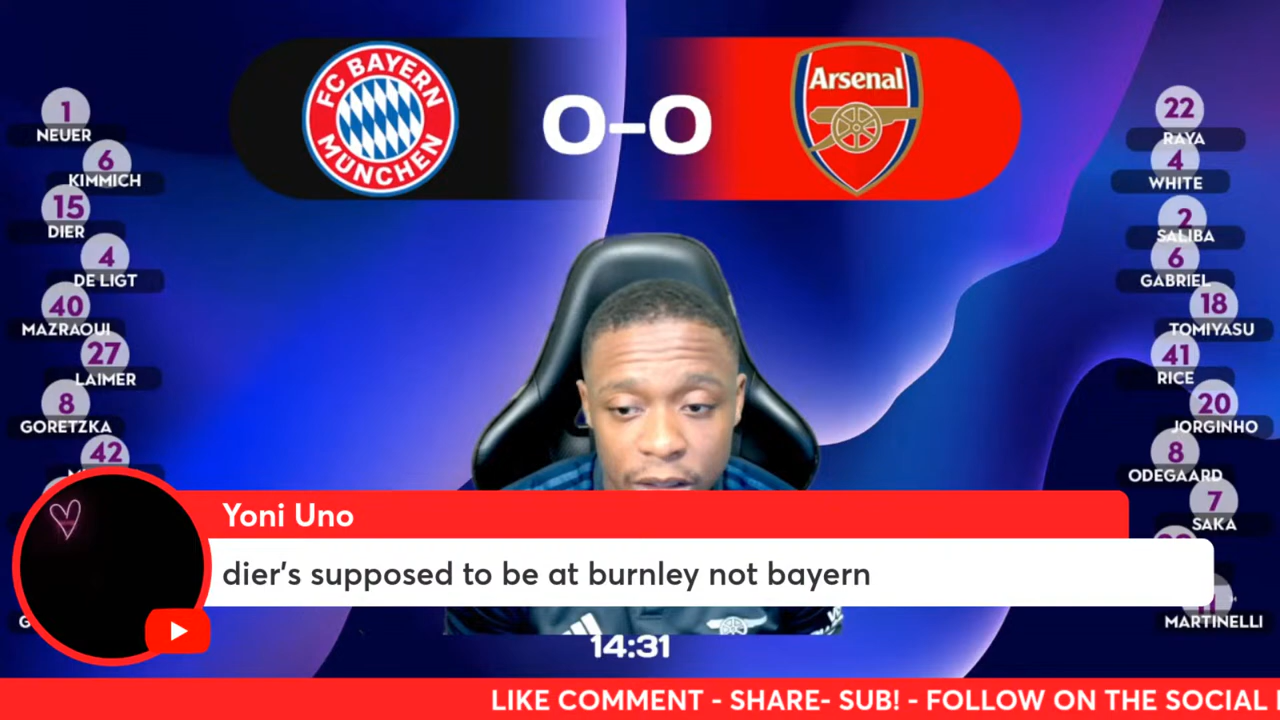 FC BAYERN
MÜNCHEN
0-0
Arsenal
1
NEUER
6
KIMMICH
15
DIER
4
DE LIGT
40
MAZRAOUI
27
LAIMER
8
GORETZKA
42
22
RAYA
4
WHITE
2
SALIBA
6
GABRIEL
18
TOMIYASU
41
RICE
20
JORGINHO
8
ODEGAARD
7
SAKA
11
MARTINELLI
Yoni Uno
dier's supposed to be at burnley not bayern
14:31
LIKE COMMENT - SHARE- SUB! - FOLLOW ON THE SOCIAL